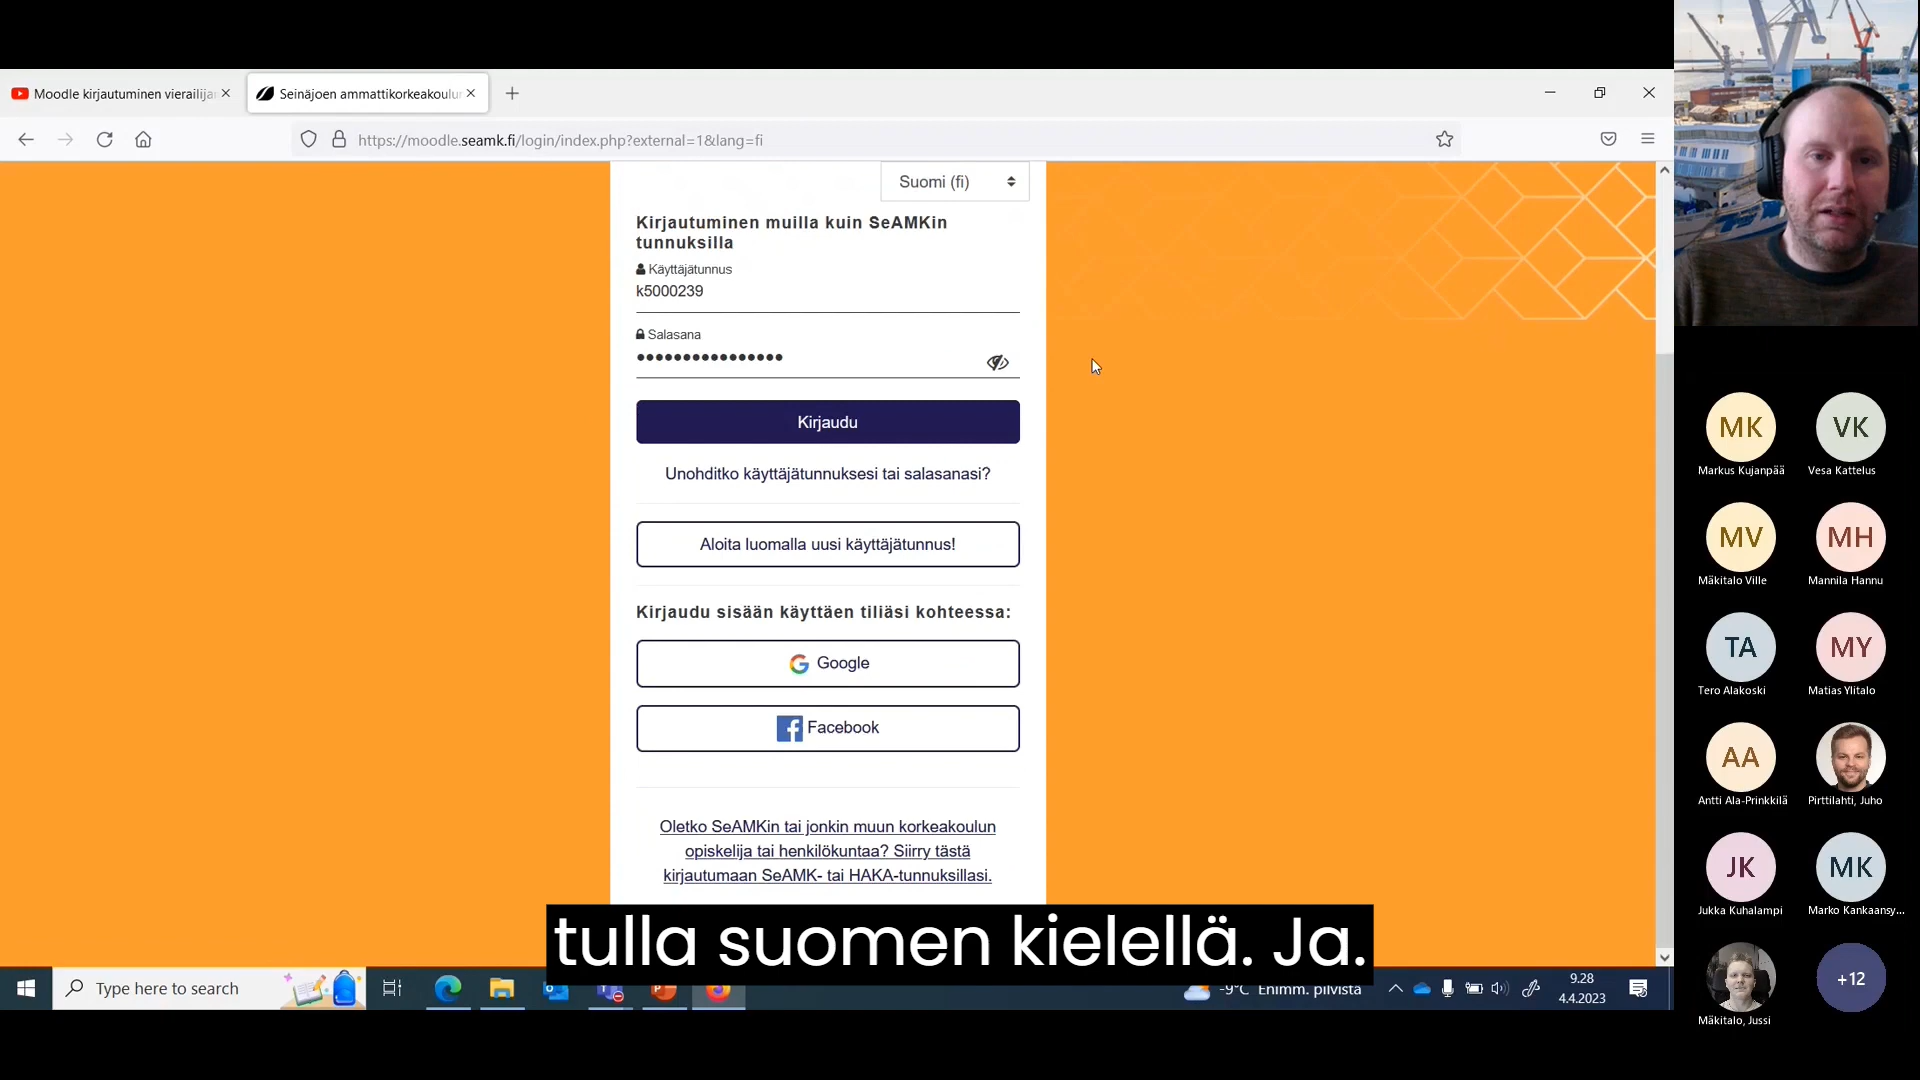 Moodle kirjautuminen vierailija
Seinäjoen ammattikorkeakoulun
https://moodle.seamk.fi/login/index.php?external=1&lang=fi
Suomi (fi)
Kirjautuminen muilla kuin SeAMKin
tunnuksilla
Käyttäjätunnus
k5000239
Salasana
Kirjaudu
Unohditko käyttäjätunnuksesi tai salasanasi?
Aloita luomalla uusi käyttäjätunnus!
Kirjaudu sisään käyttäen tiliäsi kohteessa:
Google
Facebook
Oletko SeAMKin tai jonkin muun korkeakoulun
opiskelija tai henkilökuntaa? Siirry tästä
kirjautumaan SeAMK- tai HAKA-tunnuksillasi.
tulla suomen kielellä. Ja.
Type here to search
-9°C Enimm. pilvistä
9.28
4.4.2023
MK
Markus Kujanpää
VK
Vesa Kattelus
MV
Mäkitalo Ville
MH
Mannila Hannu
TA
Tero Alakoski
MY
Matias Ylitalo
AA
Antti Ala-Prinkkilä
Pirttilahti, Juho
JK
Jukka Kuhalampi
MK
Marko Kankaansy...
Mäkitalo, Jussi
+12